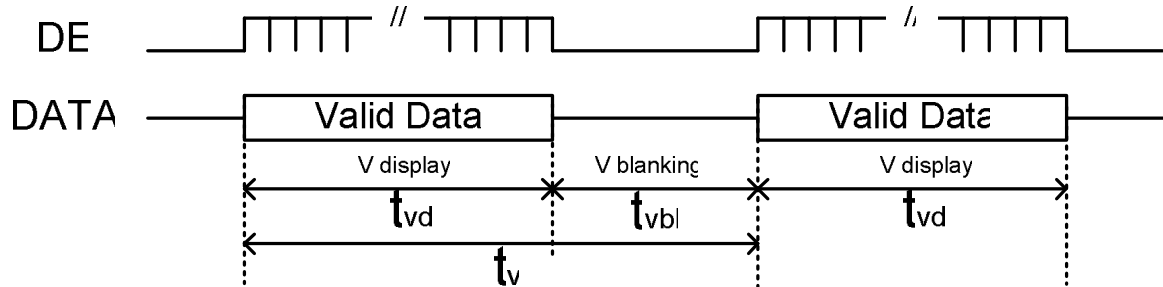 DE // //
DATA Valid Data Valid Data
V display V blanking V display
tvd tvbl tvd
tv